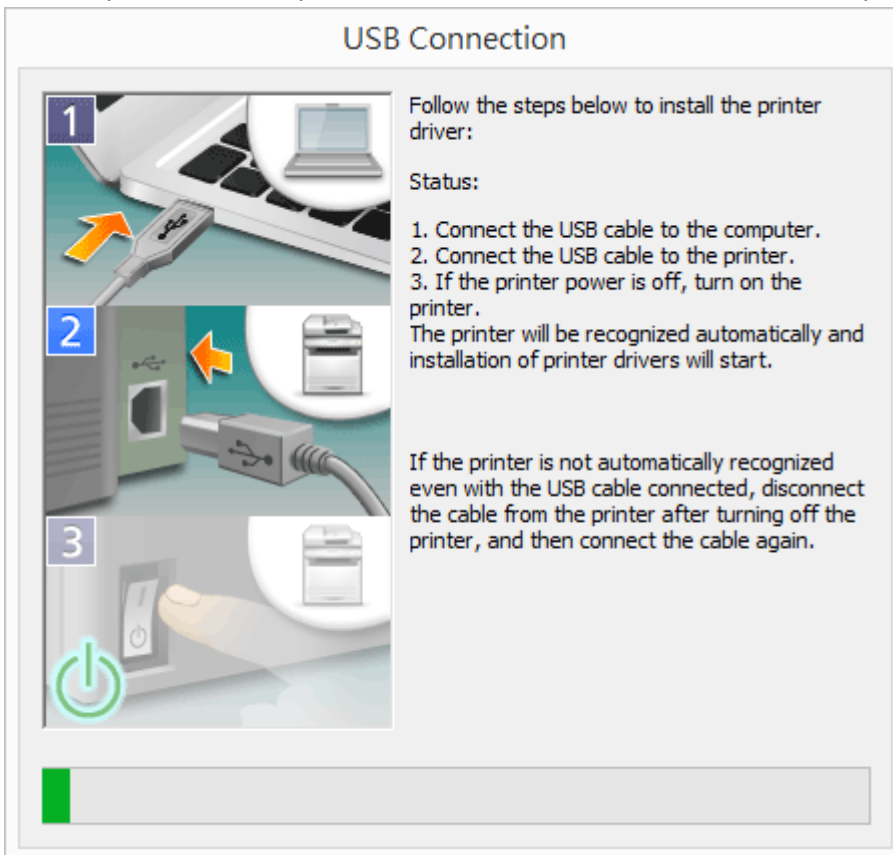 USB Connection
1
Follow the steps below to install the printer
driver:
Status:
1. Connect the USB cable to the computer.
2. Connect the USB cable to the printer.
3. If the printer power is off, turn on the
printer.
The printer will be recognized automatically and
installation of printer drivers will start.
2
If the printer is not automatically recognized
even with the USB cable connected, disconnect
the cable from the printer after turning off the
printer, and then connect the cable again.
3